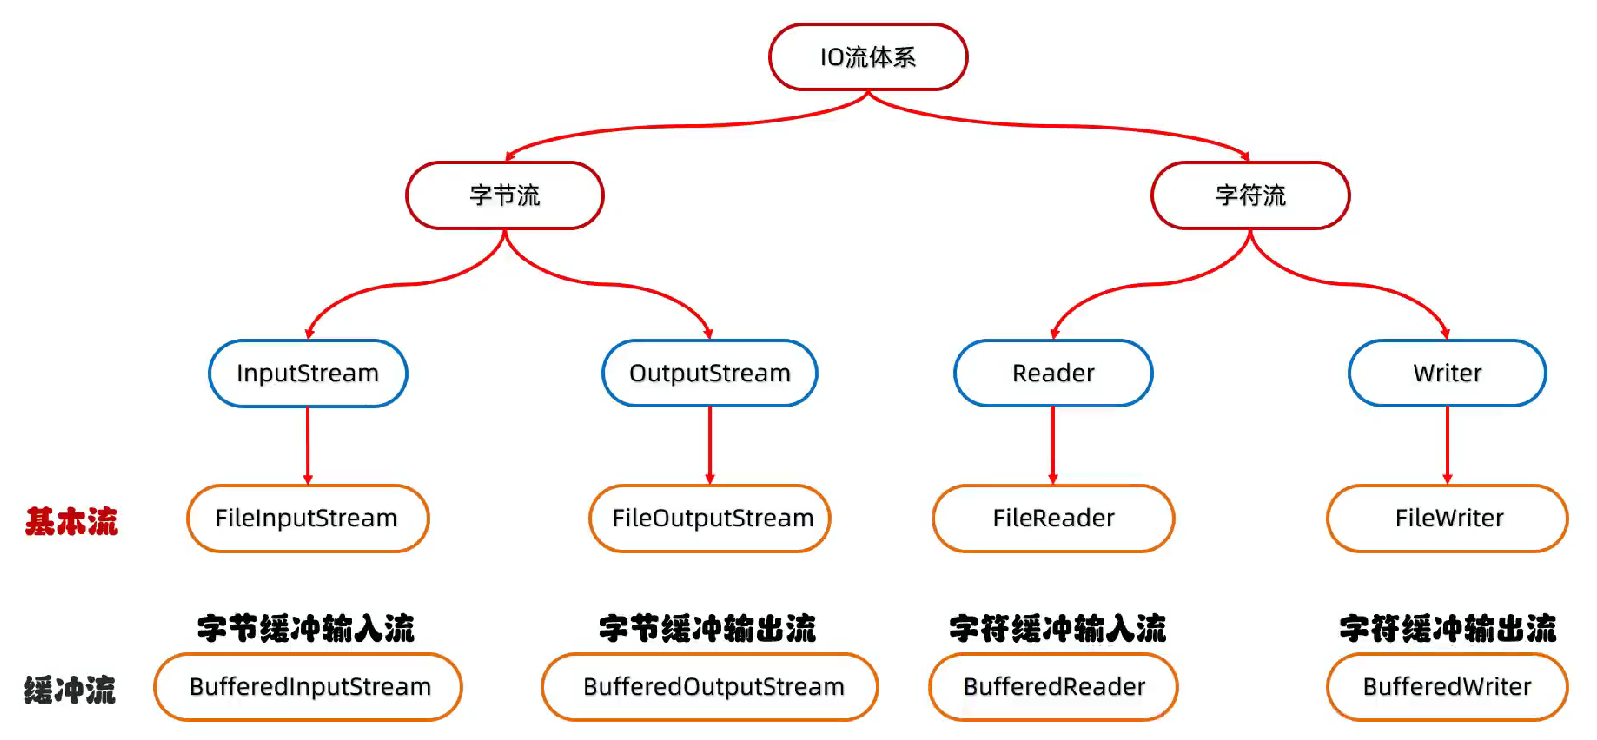 IO流体系
字节流
字符流
InputStream
OutputStream
Reader
Writer
基本流
FileInputStream
FileOutputStream
FileReader
FileWriter
字节缓冲输入流
字节缓冲输出流
字符缓冲输入流
字符缓冲输出流
缓冲流
BufferedInputStream
BufferedOutputStream
BufferedReader
BufferedWriter